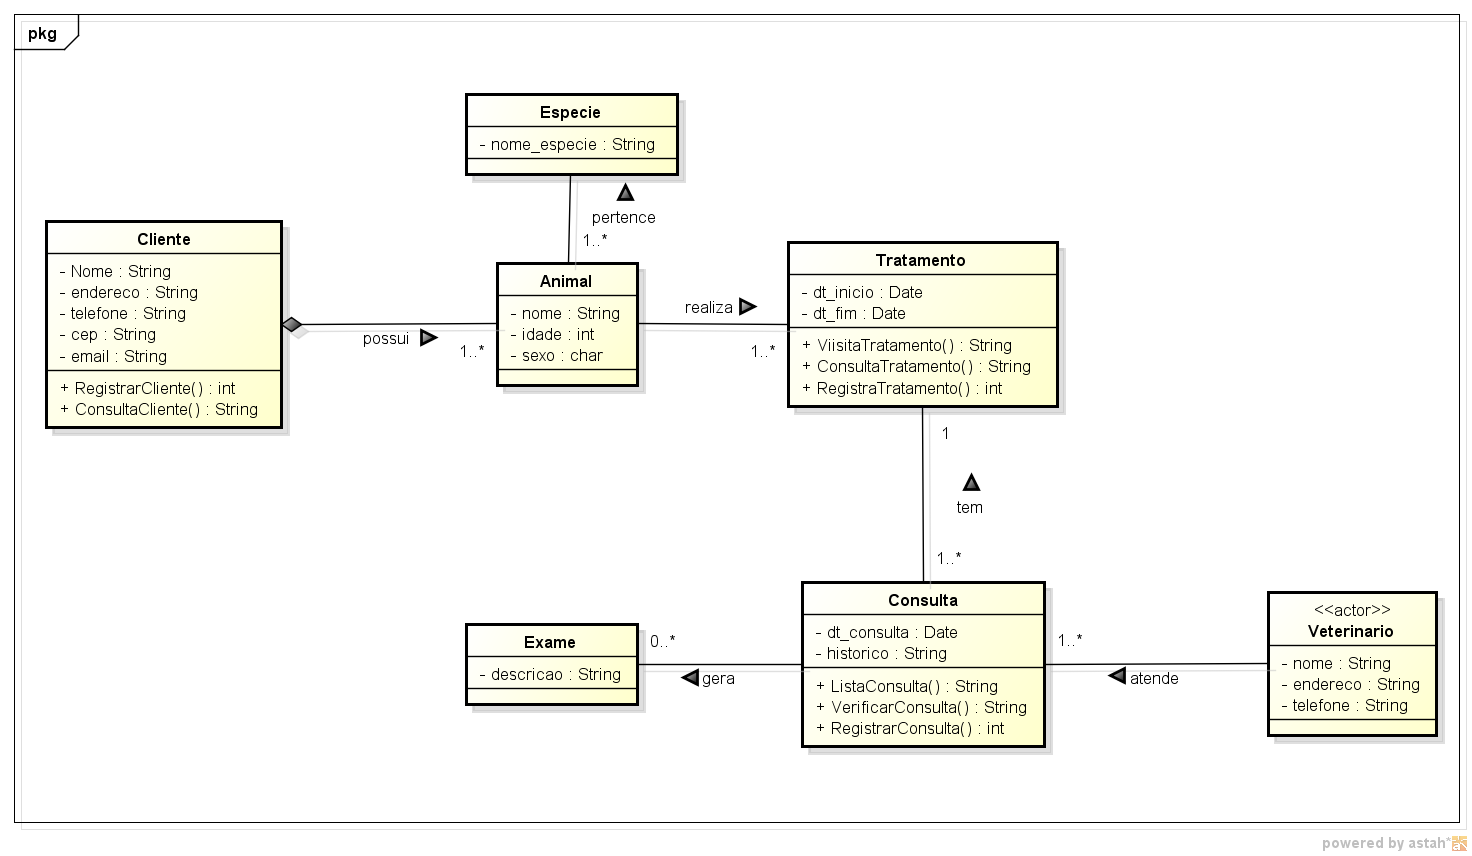 pkg
Especie
- nome_especie : String
pertence
1..*
Cliente
- Nome : String
- endereco : String
- telefone : String
- cep : String
- email : String
+ RegistrarCliente() : int
+ ConsultaCliente() : String
possui
1..*
Animal
- nome : String
- idade : int
- sexo : char
realiza
1..*
Tratamento
- dt_inicio : Date
- dt_fim : Date
+ ViisitaTratamento() : String
+ ConsultaTratamento() : String
+ RegistraTratamento() : int
1
tem
1..*
Exame
- descricao : String
0..*
gera
Consulta
- dt_consulta : Date
- historico : String
+ ListaConsulta() : String
+ VerificarConsulta() : String
+ RegistrarConsulta() : int
1..*
atende
<<actor>>
Veterinario
- nome : String
- endereco : String
- telefone : String
powered by astah*